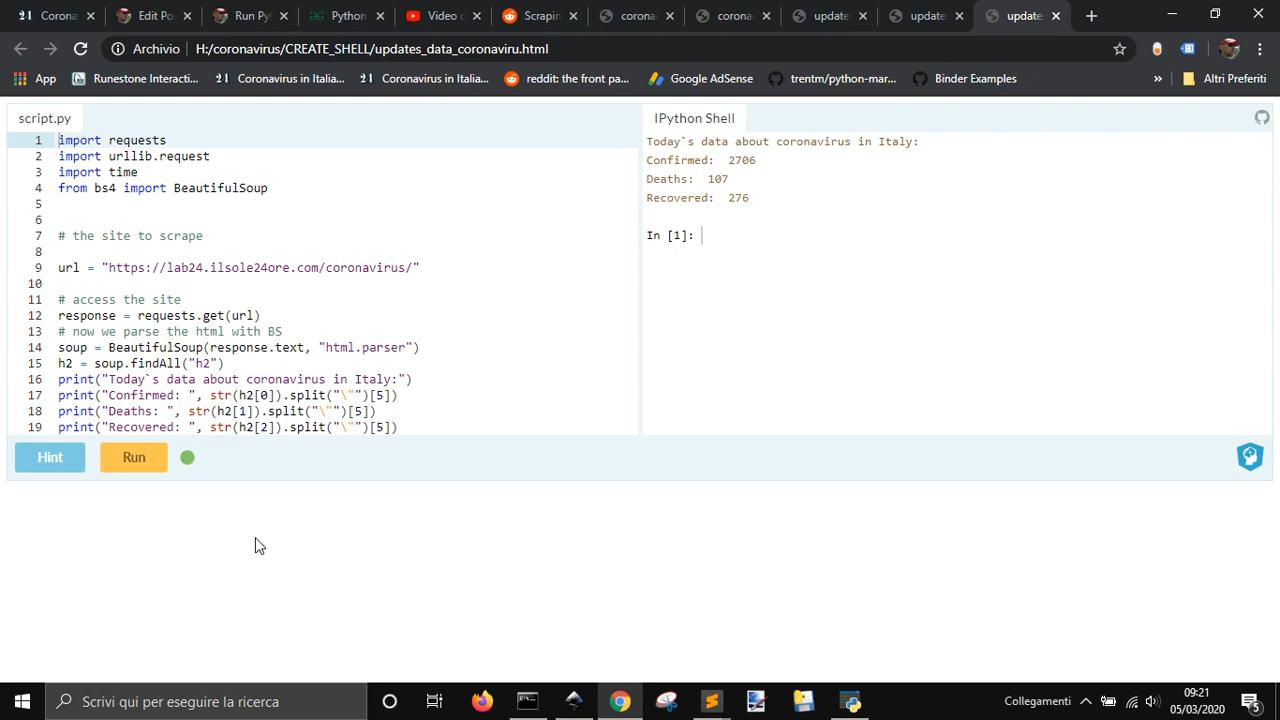 Corona
Edit Pos
Run Pyt
Python
Video c
Scrapin
corona
corona
update
update
update
Archivio H:/coronavirus/CREATE_SHELL/updates_data_coronaviru.html
App Runestone Interacti... Coronavirus in Italia... Coronavirus in Italia... reddit: the front pa... Google AdSense trentm/python-mar... Binder Examples » Altri Preferiti
script.py
1 import requests
2 import urllib.request
3 import time
4 from bs4 import BeautifulSoup
5
6
7 # the site to scrape
8
9 url = "https://lab24.ilsole24ore.com/coronavirus/"
10
11 # access the site
12 response = requests.get(url)
13 # now we parse the html with BS
14 soup = BeautifulSoup(response.text, "html.parser")
15 h2 = soup.findAll("h2")
16 print("Today`s data about coronavirus in Italy:")
17 print("Confirmed: ", str(h2[0]).split("\"")[5])
18 print("Deaths: ", str(h2[1]).split("\"")[5])
19 print("Recovered: ", str(h2[2]).split("\"")[5])
IPython Shell
Today`s data about coronavirus in Italy:
Confirmed:  2706
Deaths:  107
Recovered:  276
In [1]:
Hint Run
Scrivi qui per eseguire la ricerca
Collegamenti
09:21
05/03/2020
5